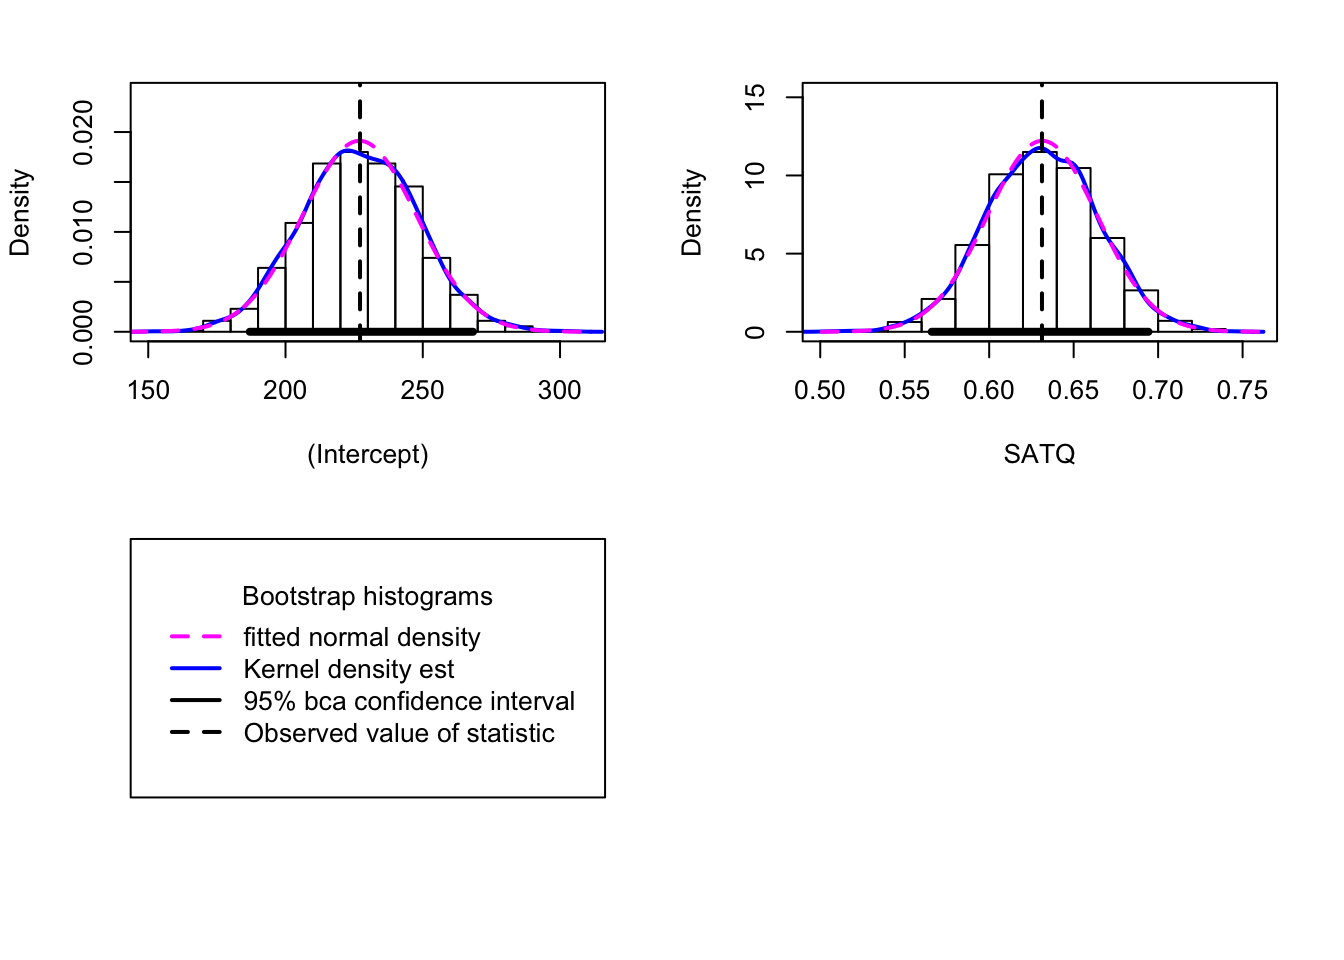 Density
0.000
0.010
0.020
150 200 250 300
(Intercept)
Density
0
5
10
15
0.50 0.55 0.60 0.65 0.70 0.75
SATQ
Bootstrap histograms
fitted normal density
Kernel density est
95% bca confidence interval
Observed value of statistic